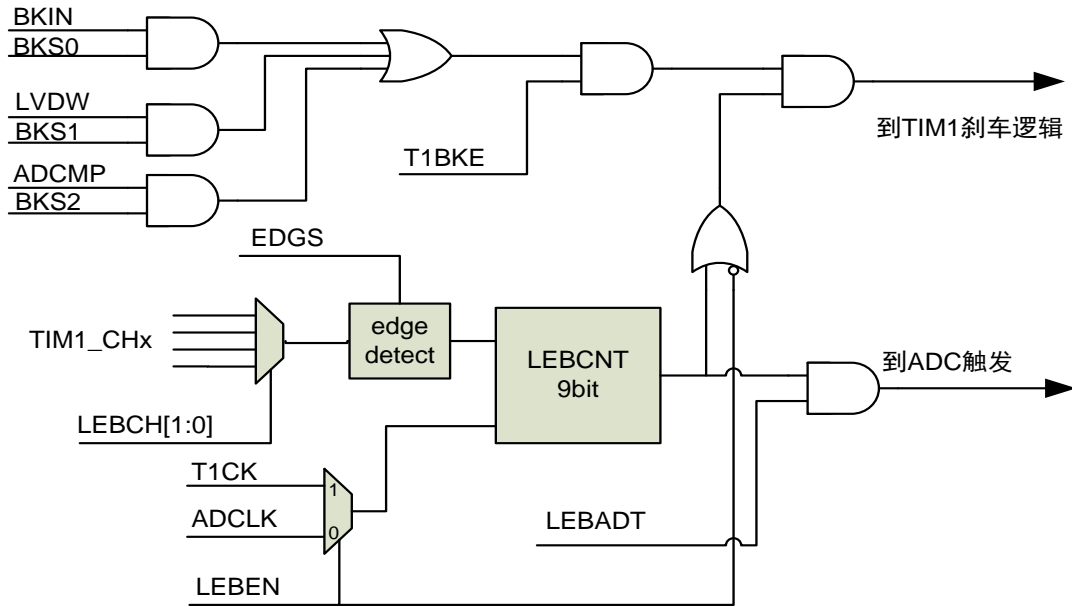 BKIN
BKS0
LVDW
BKS1
ADCMP
BKS2
T1BKE
到TIM1刹车逻辑
EDGS
TIM1_CHx
edge
detect
LEBCNT
9bit
到ADC触发
LEBCH[1:0]
T1CK
1
ADCLK
0
LEBADT
LEBEN